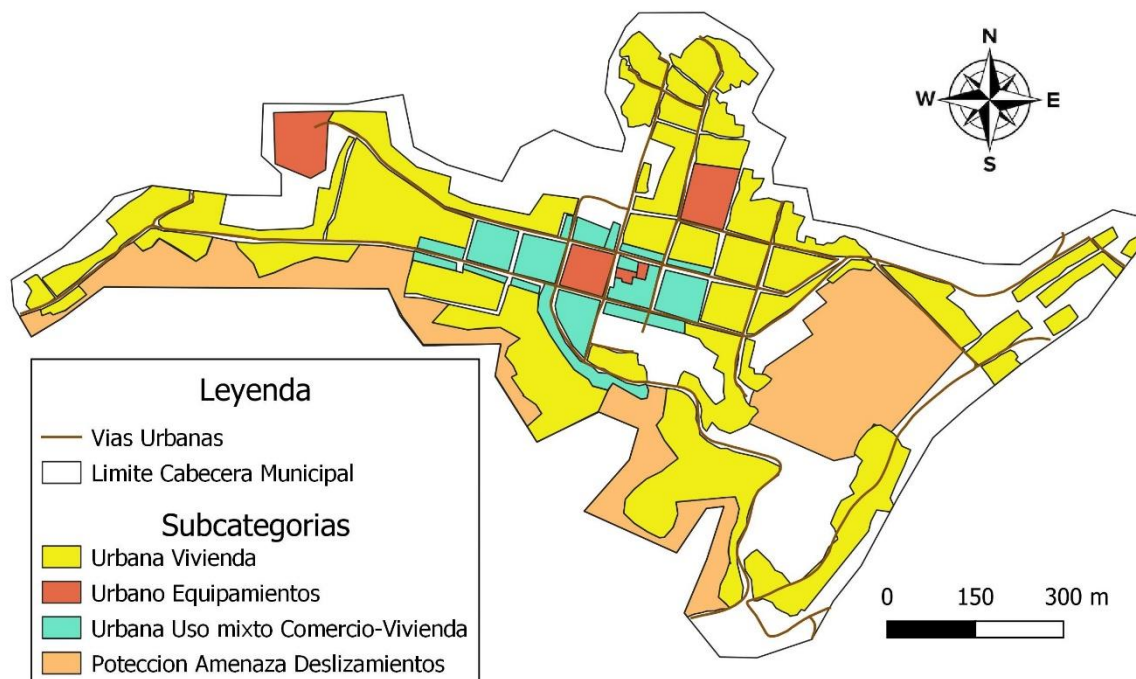 N
W E
S
Leyenda
Vias Urbanas
Limite Cabecera Municipal
Subcategorias
Urbana Vivienda
Urbano Equipamientos
Urbana Uso mixto Comercio-Vivienda
Poteccion Amenaza Deslizamientos
0 150 300 m